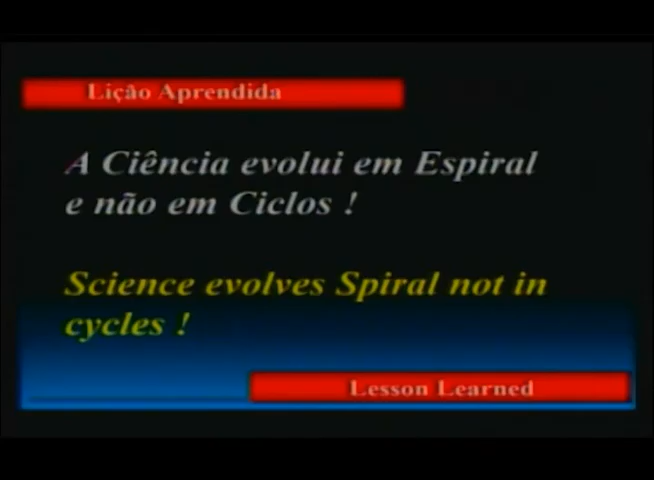 Lição Aprendida
A Ciência evolui em Espiral
e não em Ciclos !
Science evolves Spiral not in
cycles !
Lesson Learned